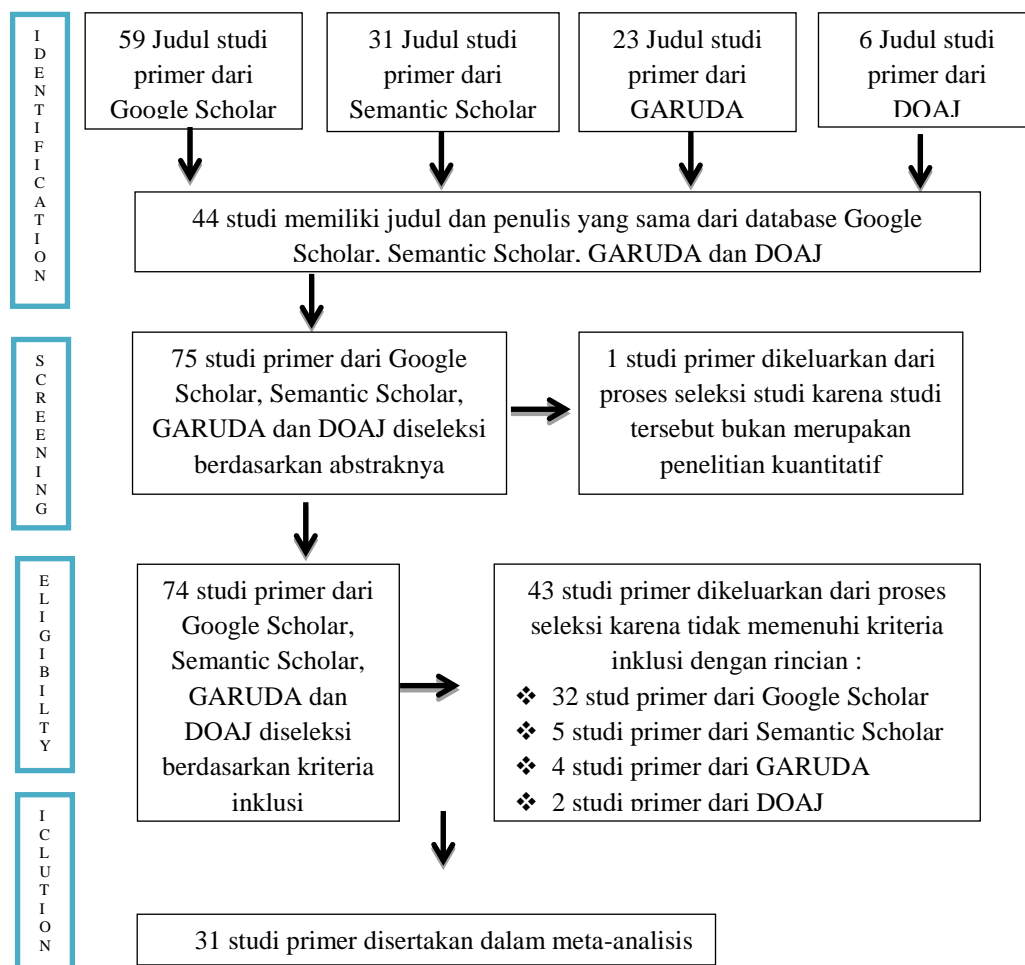 IDENTIFICATION
59 Judul studi
primer dari
Google Scholar
31 Judul studi
primer dari
Semantic Scholar
23 Judul studi
primer dari
GARUDA
6 Judul studi
primer dari
DOAJ
44 studi memiliki judul dan penulis yang sama dari database Google
Scholar, Semantic Scholar, GARUDA dan DOAJ
SCREENING
75 studi primer dari Google
Scholar, Semantic Scholar,
GARUDA dan DOAJ diseleksi
berdasarkan abstraknya
1 studi primer dikeluarkan dari
proses seleksi studi karena studi
tersebut bukan merupakan
penelitian kuantitatif
ELIGIBILTY
74 studi primer dari
Google Scholar,
Semantic Scholar,
GARUDA dan
DOAJ diseleksi
berdasarkan kriteria
inklusi
43 studi primer dikeluarkan dari proses
seleksi karena tidak memenuhi kriteria
inklusi dengan rincian :
❖ 32 stud primer dari Google Scholar
❖ 5 studi primer dari Semantic Scholar
❖ 4 studi primer dari GARUDA
❖ 2 studi primer dari DOAJ
ICLUTION
31 studi primer disertakan dalam meta-analisis